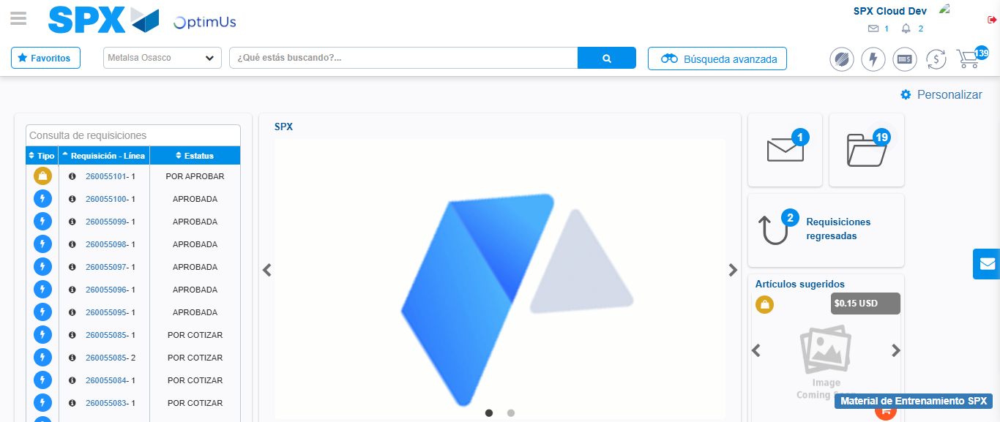 SPX
OptimUs
SPX Cloud Dev
1
2
Favoritos
Metalsa Osasco
¿Qué estás buscando?...
Búsqueda avanzada
$
$
139
Personalizar
Consulta de requisiciones
Tipo
Requisición - Línea
Estatus
260055101- 1
POR APROBAR
260055100- 1
APROBADA
260055099- 1
APROBADA
260055098- 1
APROBADA
260055097- 1
APROBADA
260055096- 1
APROBADA
260055095- 1
APROBADA
260055085- 1
POR COTIZAR
260055085- 2
POR COTIZAR
260055084- 1
POR COTIZAR
260055083- 1
POR COTIZAR
SPX
1
19
2
Requisiciones
regresadas
Artículos sugeridos
$0.15 USD
Image
Coming
Material de Entrenamiento SPX